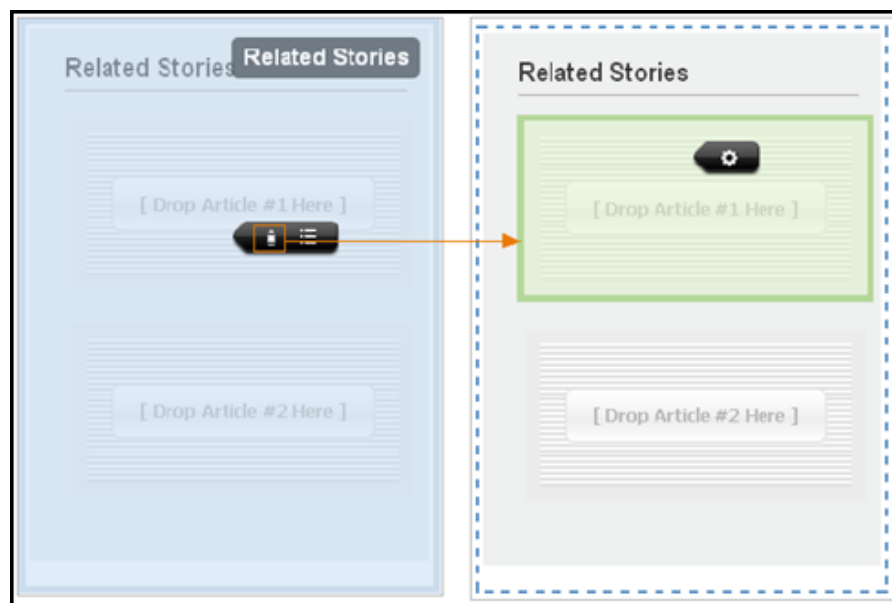 Related Stories
Related Stories
[ Drop Article #1 Here ]
[ Drop Article #2 Here ]
Related Stories
[ Drop Article #1 Here ]
[ Drop Article #2 Here ]